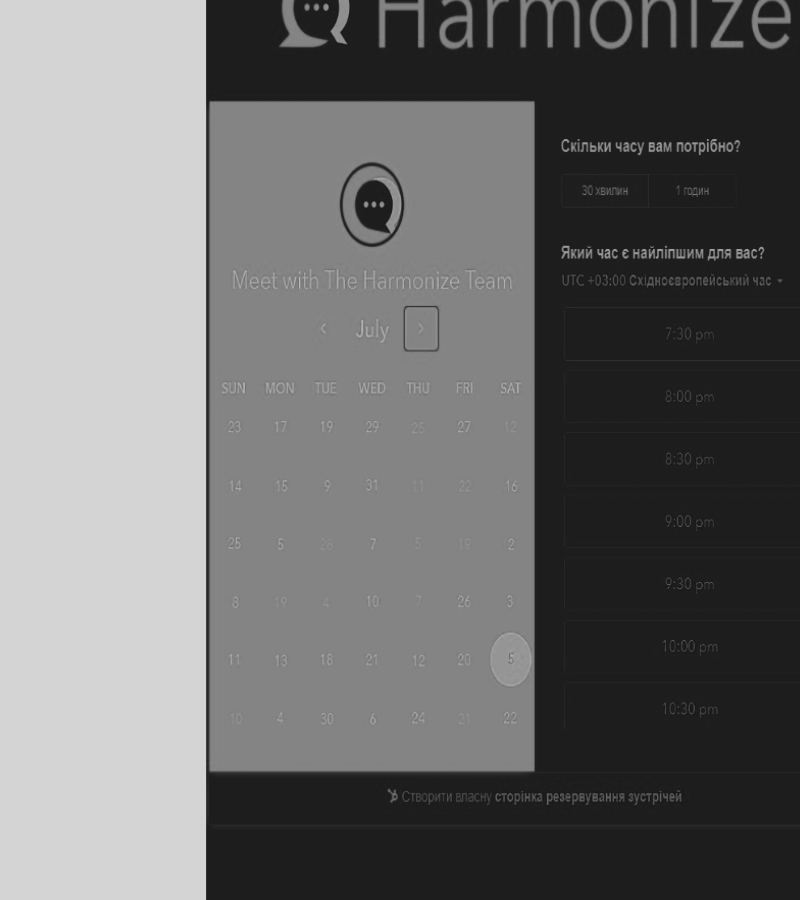 Harmonize
Meet with The Harmonize Team
July
SUN MON TUE WED THU FRI SAT
23 17 19 29 26 27 12
14 15 9 31 11 22 16
25 5 26 7 5 19 2
8 19 4 10 7 26 3
11 13 18 21 12 20 5
10 4 30 6 24 21 22
Скільки часу вам потрібно?
30 хвилин 1 годин
Який час є найліпшим для вас?
UTC +03:00 Східноєвропейський час
7:30 pm
8:00 pm
8:30 pm
9:00 pm
9:30 pm
10:00 pm
10:30 pm
Створити власну сторінка резервування зустрічей